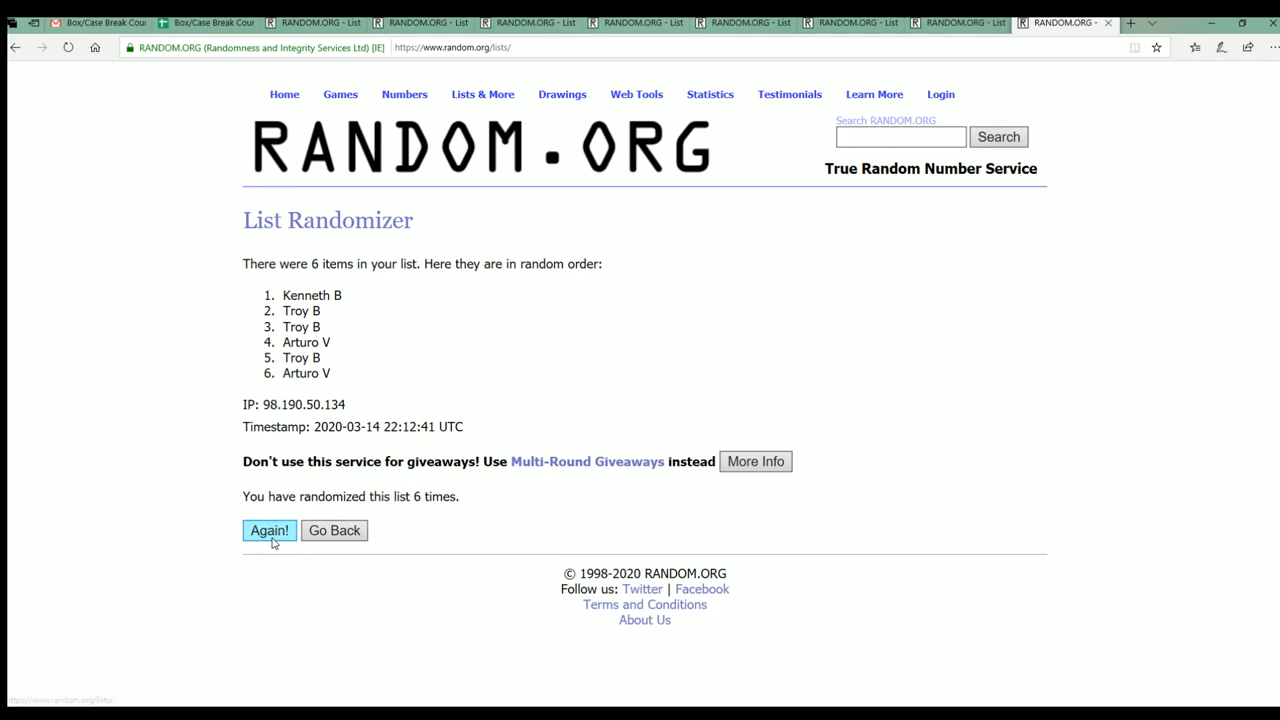 Box/Case Break Cou Box/Case Break Cou RANDOM.ORG - List RANDOM.ORG - List RANDOM.ORG - List RANDOM.ORG - List RANDOM.ORG - List RANDOM.ORG - List RANDOM.ORG - List RANDOM.ORG -
RANDOM.ORG (Randomness and Integrity Services Ltd) [IE] https://www.random.org/lists/
Home Games Numbers Lists & More Drawings Web Tools Statistics Testimonials Learn More Login
RANDOM.ORG
Search RANDOM.ORG
Search
True Random Number Service
List Randomizer
There were 6 items in your list. Here they are in random order:
1. Kenneth B
2. Troy B
3. Troy B
4. Arturo V
5. Troy B
6. Arturo V
IP: 98.190.50.134
Timestamp: 2020-03-14 22:12:41 UTC
Don't use this service for giveaways! Use Multi-Round Giveaways instead More Info
You have randomized this list 6 times.
Again! Go Back
© 1998-2020 RANDOM.ORG
Follow us: Twitter | Facebook
Terms and Conditions
About Us
https://www.random.org/lists/